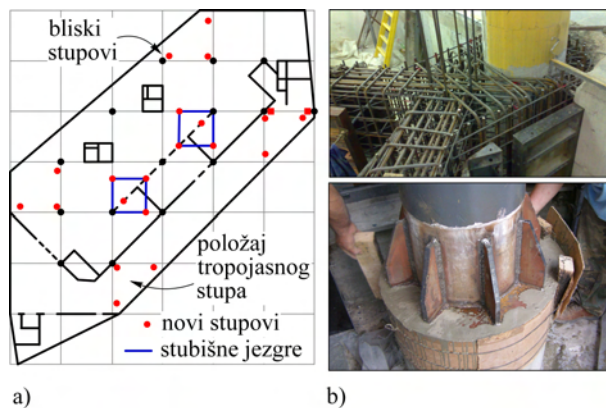 bliski
stupovi
položaj
tropojasnog
stupa
novi stupovi
stubišne jezgre
a)
b)